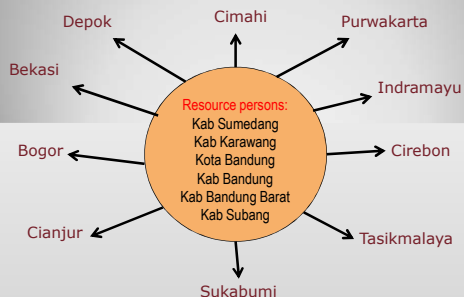 Cimahi
Depok
Purwakarta
Bekasi
Indramayu
Resource persons:
Kab Sumedang
Kab Karawang
Kota Bandung
Kab Bandung
Kab Bandung Barat
Kab Subang
Bogor
Cirebon
Cianjur
Tasikmalaya
Sukabumi